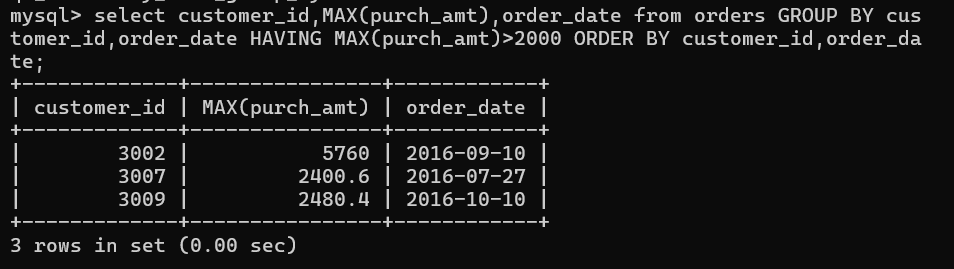 mysql> select customer_id,MAX(purch_amt),order_date from orders GROUP BY cus
tomer_id,order_date HAVING MAX(purch_amt)>2000 ORDER BY customer_id,order_da
te;
+-------------+----------------+------------+
| customer_id | MAX(purch_amt) | order_date |
+-------------+----------------+------------+
|        3002 |           5760 | 2016-09-10 |
|        3007 |         2400.6 | 2016-07-27 |
|        3009 |         2480.4 | 2016-10-10 |
+-------------+----------------+------------+
3 rows in set (0.00 sec)